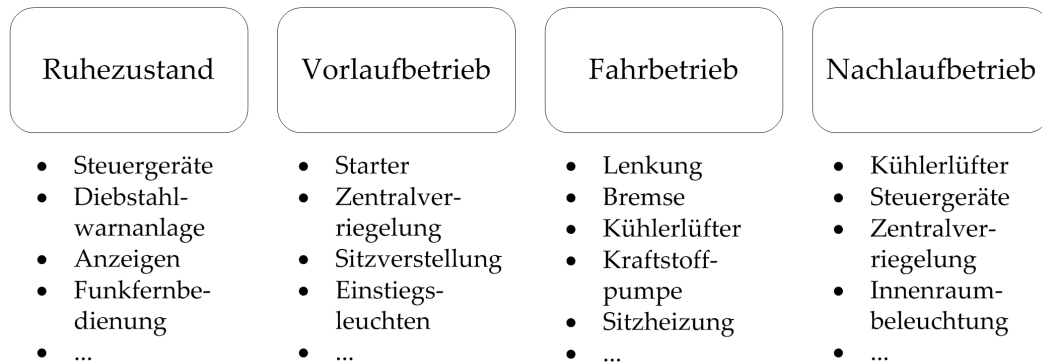 Ruhezustand
• Steuergeräte
• Diebstahl-
warnanlage
• Anzeigen
• Funkfernbe-
dienung
• ...
Vorlaufbetrieb
• Starter
• Zentralver-
riegelung
• Sitzverstellung
• Einstiegs-
leuchten
• ...
Fahrbetrieb
• Lenkung
• Bremse
• Kühlerlüfter
• Kraftstoff-
pumpe
• Sitzheizung
• ...
Nachlaufbetrieb
• Kühlerlüfter
• Steuergeräte
• Zentralver-
riegelung
• Innenraum-
beleuchtung
• ...